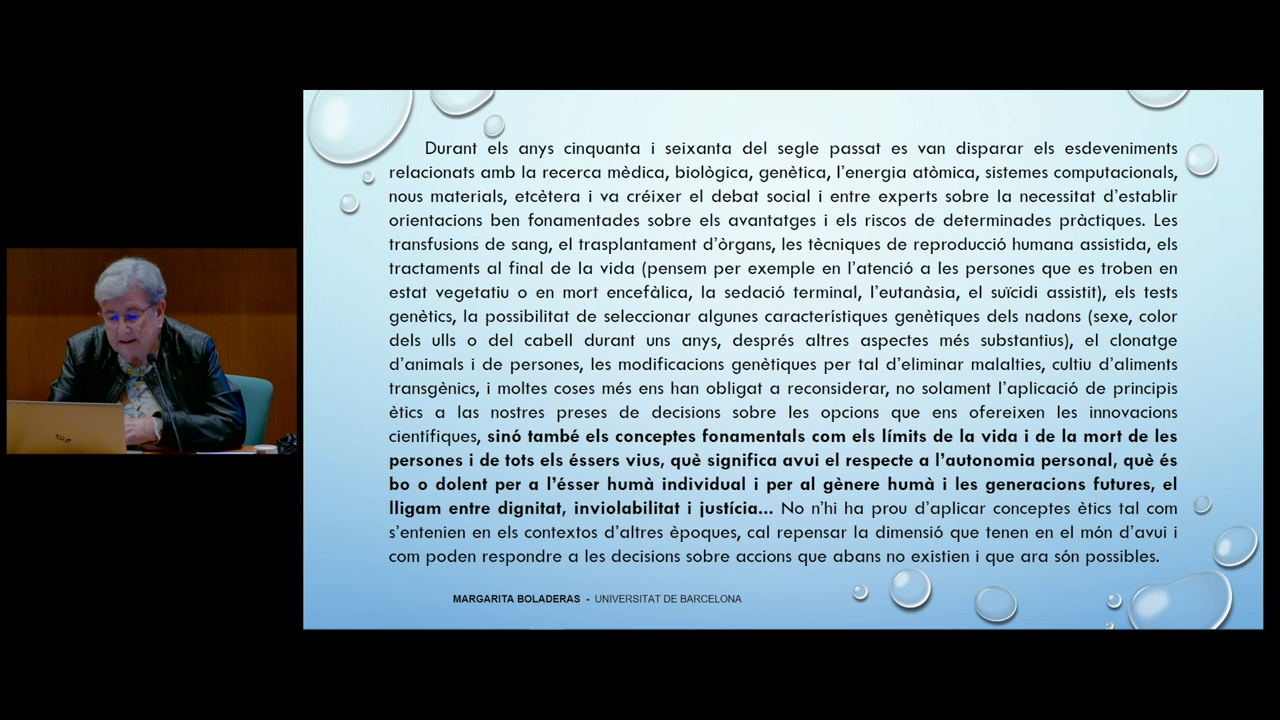 Durant els anys cinquanta i seixanta del segle passat es van disparar els esdeveniments
relacionats amb la recerca mèdica, biològica, genètica, l'energia atòmica, sistemes computacionals,
nous materials, etcètera i va créixer el debat social i entre experts sobre la necessitat d'establir
orientacions ben fonamentades sobre els avantatges i els riscos de determinades pràctiques. Les
transfusions de sang, el trasplantament d'òrgans, les tècniques de reproducció humana assistida, els
tractaments al final de la vida (pensem per exemple en l'atenció a les persones que es troben en
estat vegetatiu o en mort encefàlica, la sedació terminal, l'eutanàsia, el suïcidi assistit), els tests
genètics, la possibilitat de seleccionar algunes característiques genètiques dels nadons (sexe, color
dels ulls o del cabell durant uns anys, després altres aspectes més substantius), el clonatge
d'animals i de persones, les modificacions genètiques per tal d'eliminar malalties, cultiu d'aliments
transgènics, i moltes coses més ens han obligat a reconsiderar, no solament l'aplicació de principis
ètics a les nostres preses de decisions sobre les opcions que ens ofereixen les innovacions
científiques, sinó també els conceptes fonamentals com els límits de la vida i de la mort de les
persones i de tots els éssers vius, què significa avui el respecte a l'autonomia personal, què és
bo o dolent per a l'ésser humà individual i per al gènere humà i les generacions futures, el
lligam entre dignitat, inviolabilitat i justícia... No n'hi ha prou d'aplicar conceptes ètics tal com
s'entenien en els contextos d'altres èpoques, cal repensar la dimensió que tenen en el món d'avui i
com poden respondre a les decisions sobre accions que abans no existien i que ara són possibles.
MARGARITA BOLADERAS - UNIVERSITAT DE BARCELONA